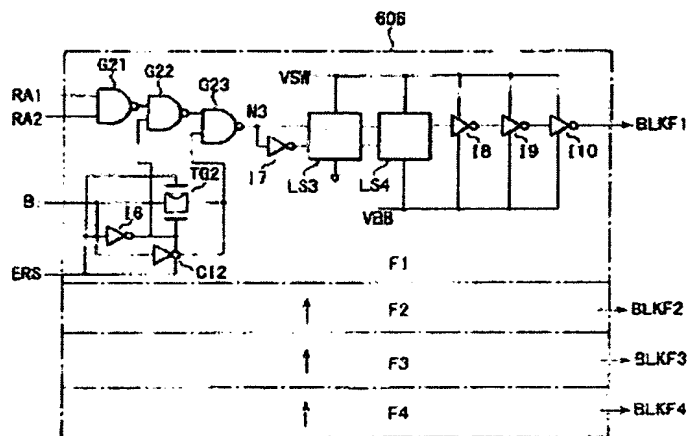 606
G21
G22
G23
RA1
RA2
N3
VSW
I7
LS3
LS4
I8
I9
I10
BLKF1
VBB
TG2
B
I6
ERS
CI2
F1
F2
BLKF2
F3
BLKF3
F4
BLKF4